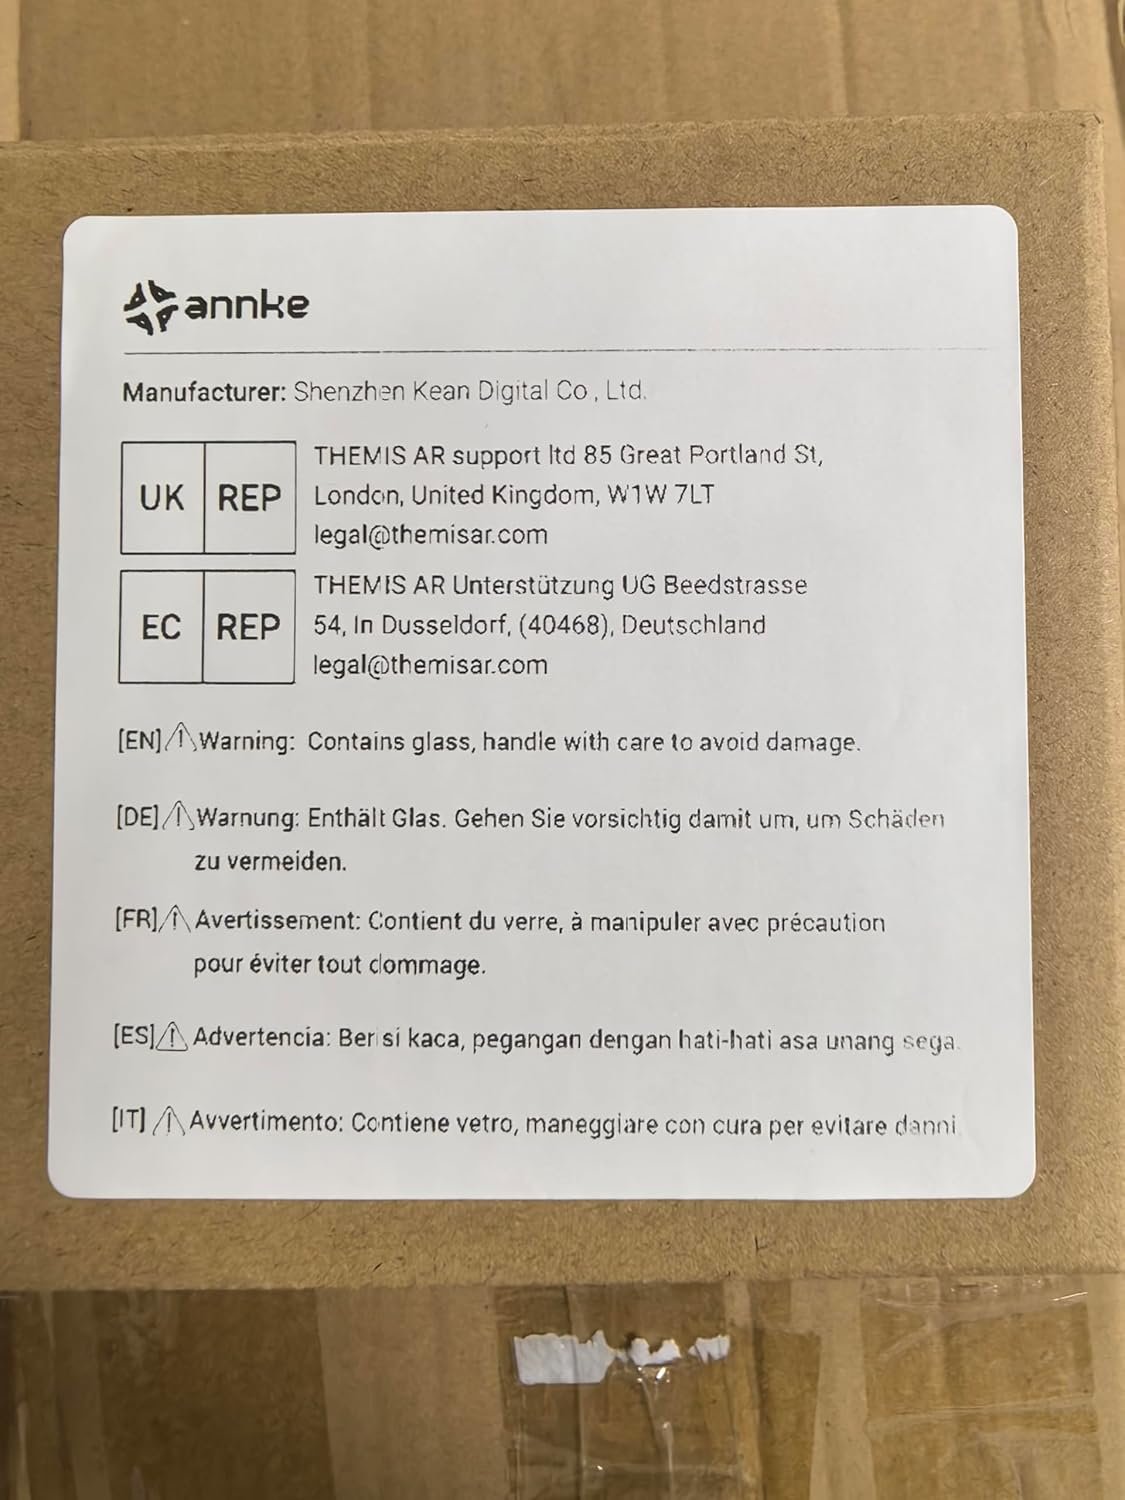 annke
Manufacturer: Shenzhen Kean Digital Co., Ltd.
UK REP
THEMIS AR support ltd 85 Great Portland St,
London, United Kingdom, W1W 7LT
legal@themisar.com
EC REP
THEMIS AR Unterstützung UG Beedstrasse
54, In Dusseldorf, (40468), Deutschland
legal@themisar.com
[EN]⚠Warning: Contains glass, handle with care to avoid damage.
[DE]⚠Warnung: Enthält Glas. Gehen Sie vorsichtig damit um, um Schäden
zu vermeiden.
[FR]⚠Avertissement: Contient du verre, à manipuler avec précaution
pour éviter tout dommage.
[ES]⚠ Advertencia: Berisi kaca, pegangan dengan hati-hati asa unang sega.
[IT]⚠Avvertimento: Contiene vetro, maneggiare con cura per evitare danni.